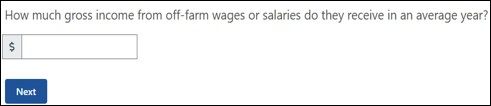 How much gross income from off-farm wages or salaries do they receive in an average year?
$
Next